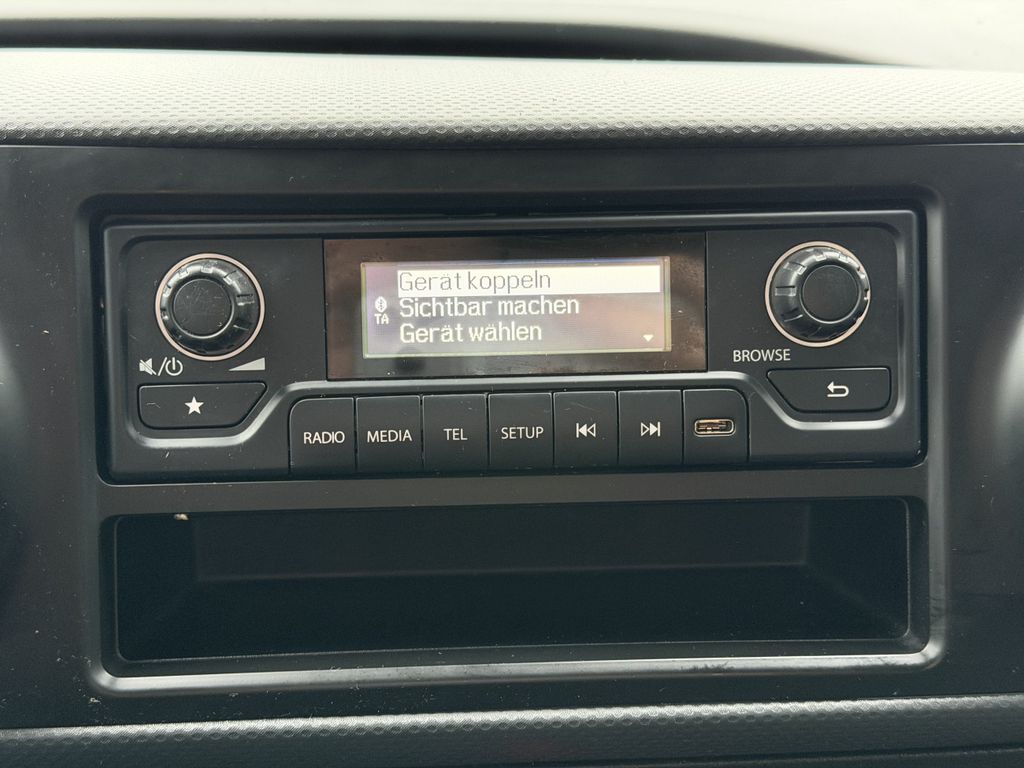 Gerät koppeln
Sichtbar machen
TA
Gerät wählen
BROWSE
RADIO
MEDIA
TEL
SETUP